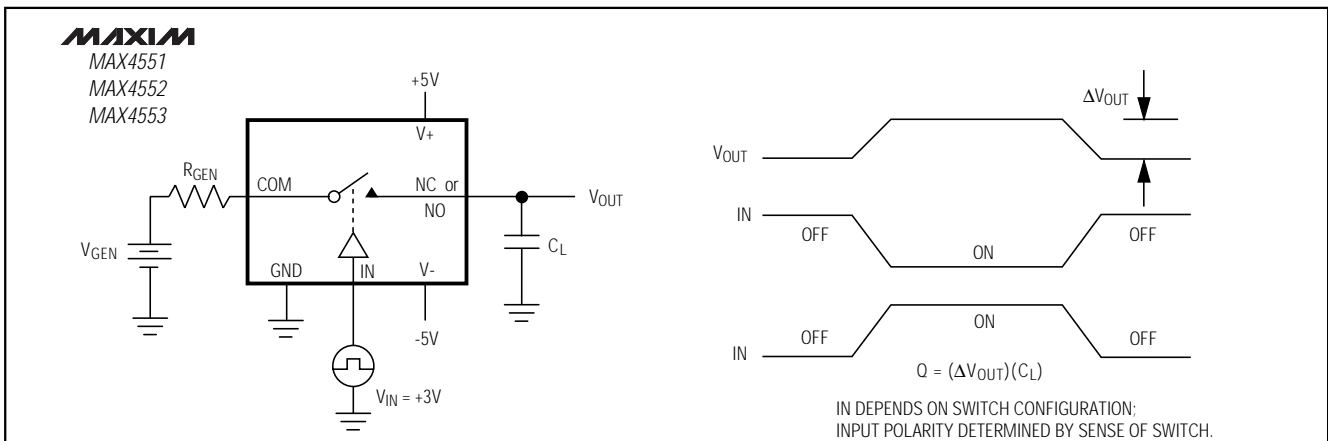 MAXIM
MAX4551
MAX4552
MAX4553
+5V
V+
RGEN
COM
NC or
NO
VOUT
VGEN
CL
GND
IN
V-
-5V
VIN = +3V
ΔVOUT
VOUT
IN
OFF
ON
OFF
IN
OFF
ON
OFF
Q = (ΔVOUT)(CL)
IN DEPENDS ON SWITCH CONFIGURATION;
INPUT POLARITY DETERMINED BY SENSE OF SWITCH.